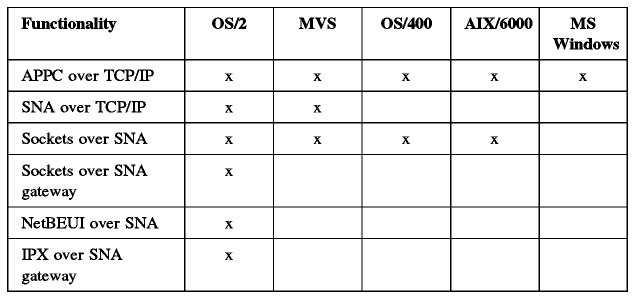 Functionality OS/2 MVS OS/400 AIX/6000 MS Windows
APPC over TCP/IP x x x x x
SNA over TCP/IP x x
Sockets over SNA x x x x
Sockets over SNA gateway x
NetBEUI over SNA x
IPX over SNA gateway x